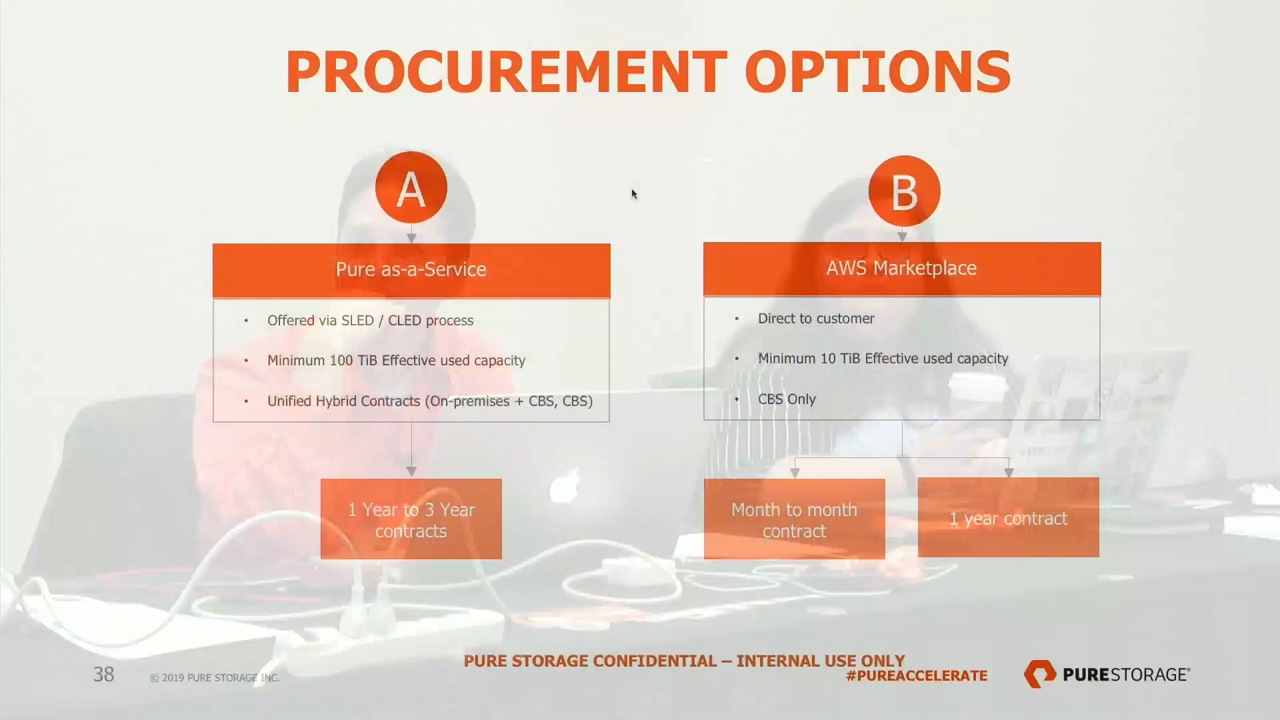 PROCUREMENT OPTIONS
A
Pure as-a-Service
• Offered via SLED / CLED process
• Minimum 100 TiB Effective used capacity
• Unified Hybrid Contracts (On-premises + CBS, CBS)
1 Year to 3 Year
contracts
B
AWS Marketplace
• Direct to customer
• Minimum 10 TiB Effective used capacity
• CBS Only
Month to month
contract
1 year contract
38
© 2019 PURE STORAGE INC.
PURE STORAGE CONFIDENTIAL – INTERNAL USE ONLY
#PUREACCELERATE
PURESTORAGE®